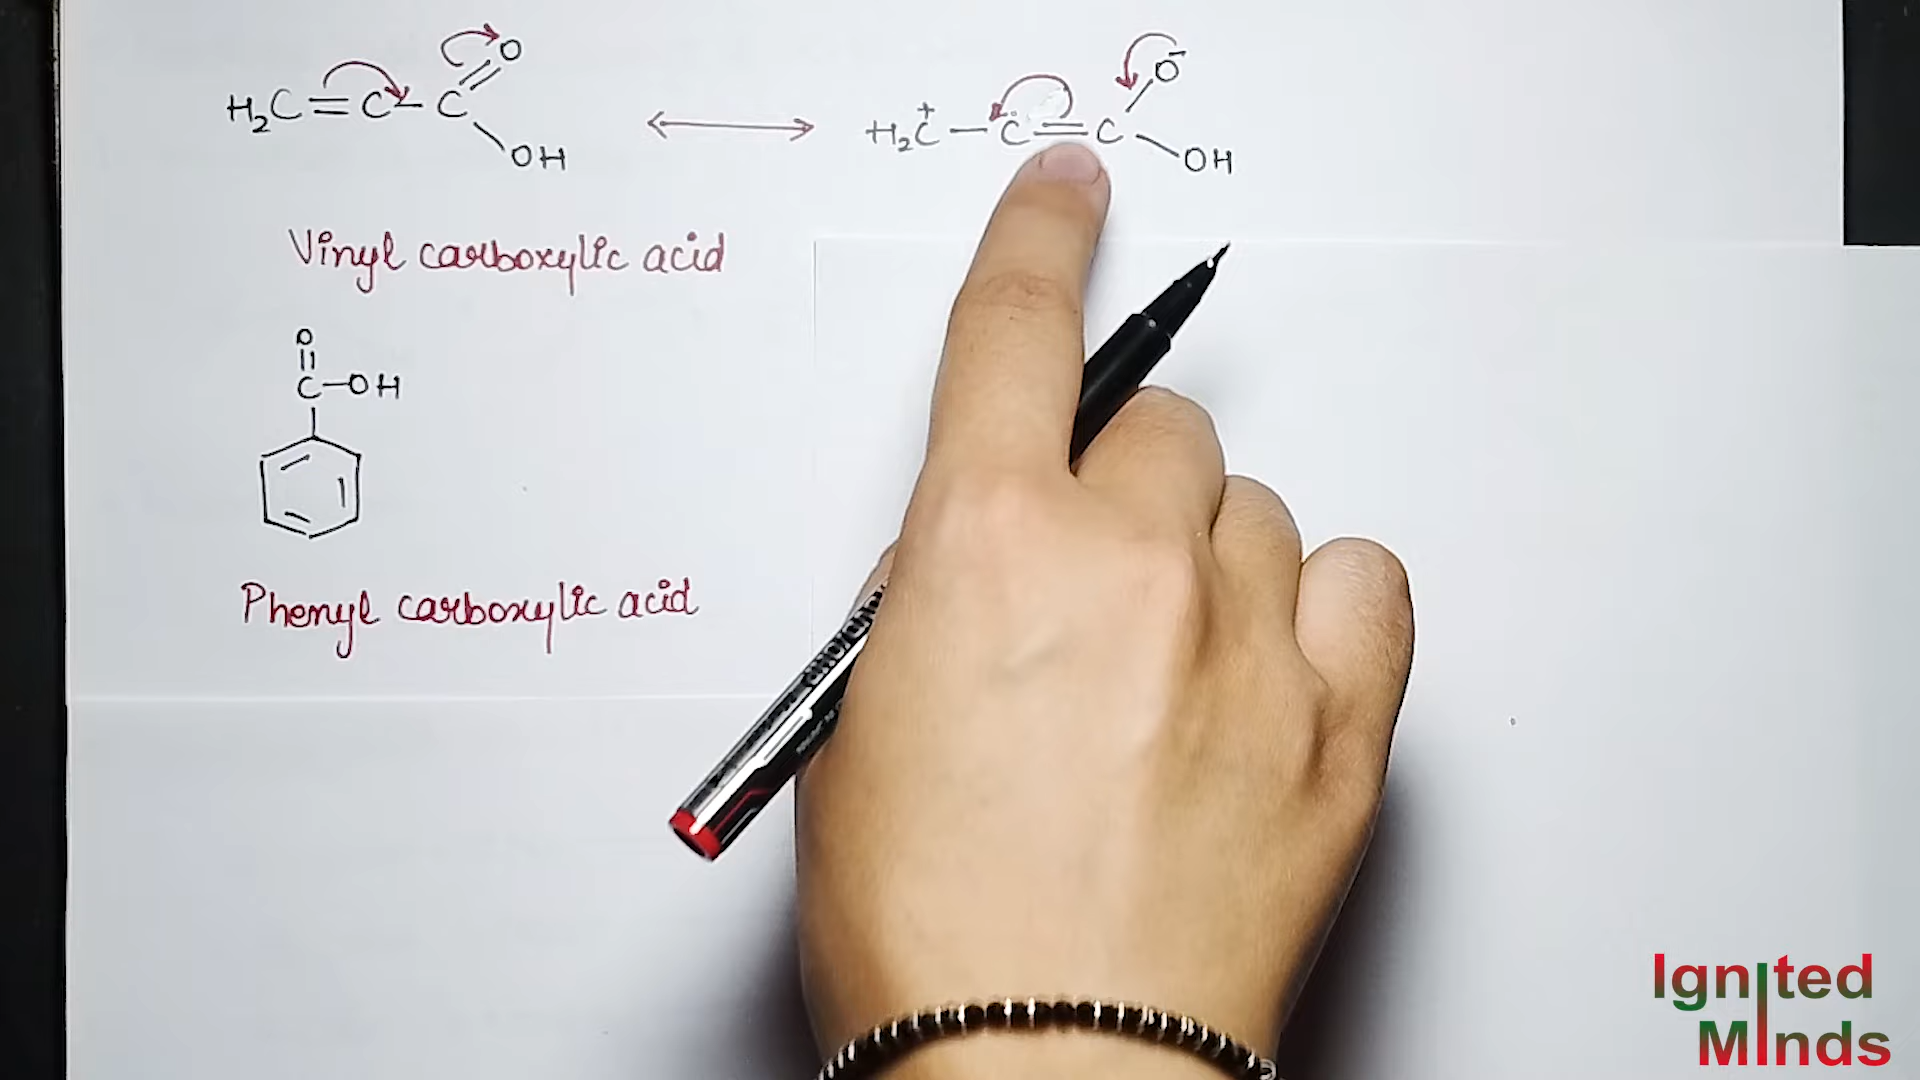 H₂C=C-C=O
OH
H₂C⁺-C̈=C-O⁻
OH
Vinyl carboxylic acid
O
C-OH
Phenyl carboxylic acid
Ignited
Minds